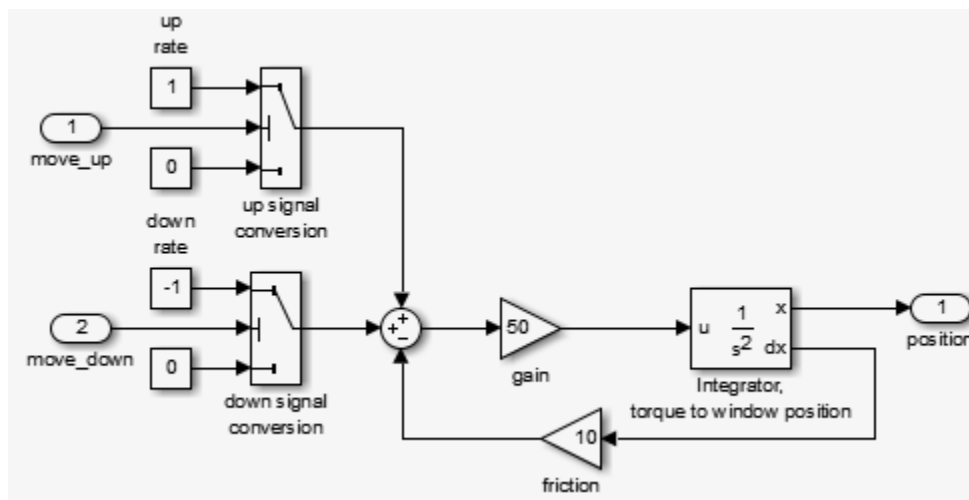 up
rate
1
1
move_up
0
up signal
conversion
down
rate
-1
2
move_down
0
down signal
conversion
+
+
−
50
gain
u
1
s²
x
dx
Integrator,
torque to window position
1
position
10
friction